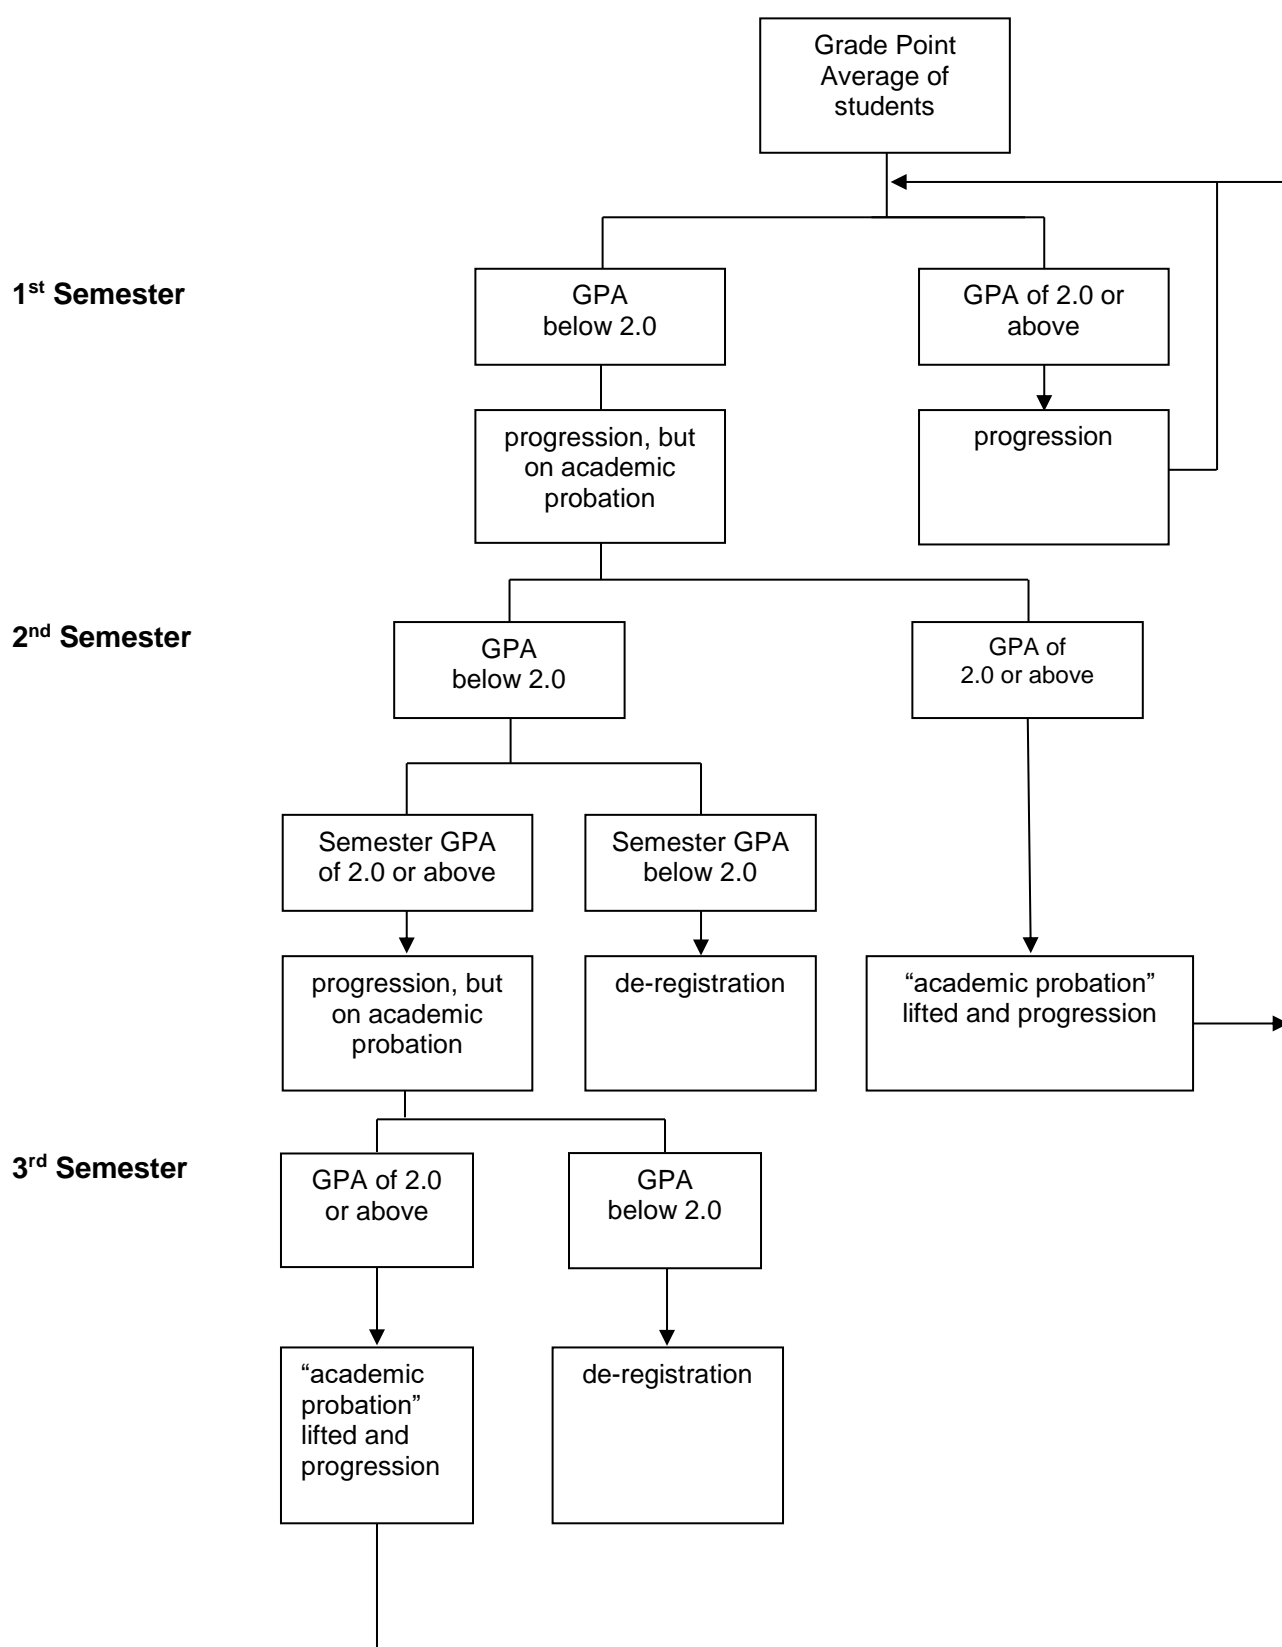 Grade Point
Average of
students
1st Semester
GPA
below 2.0
GPA of 2.0 or
above
progression, but
on academic
probation
progression
2nd Semester
GPA
below 2.0
GPA of
2.0 or above
Semester GPA
of 2.0 or above
Semester GPA
below 2.0
progression, but
on academic
probation
de-registration
“academic probation”
lifted and progression
3rd Semester
GPA of 2.0
or above
GPA
below 2.0
“academic
probation”
lifted and
progression
de-registration